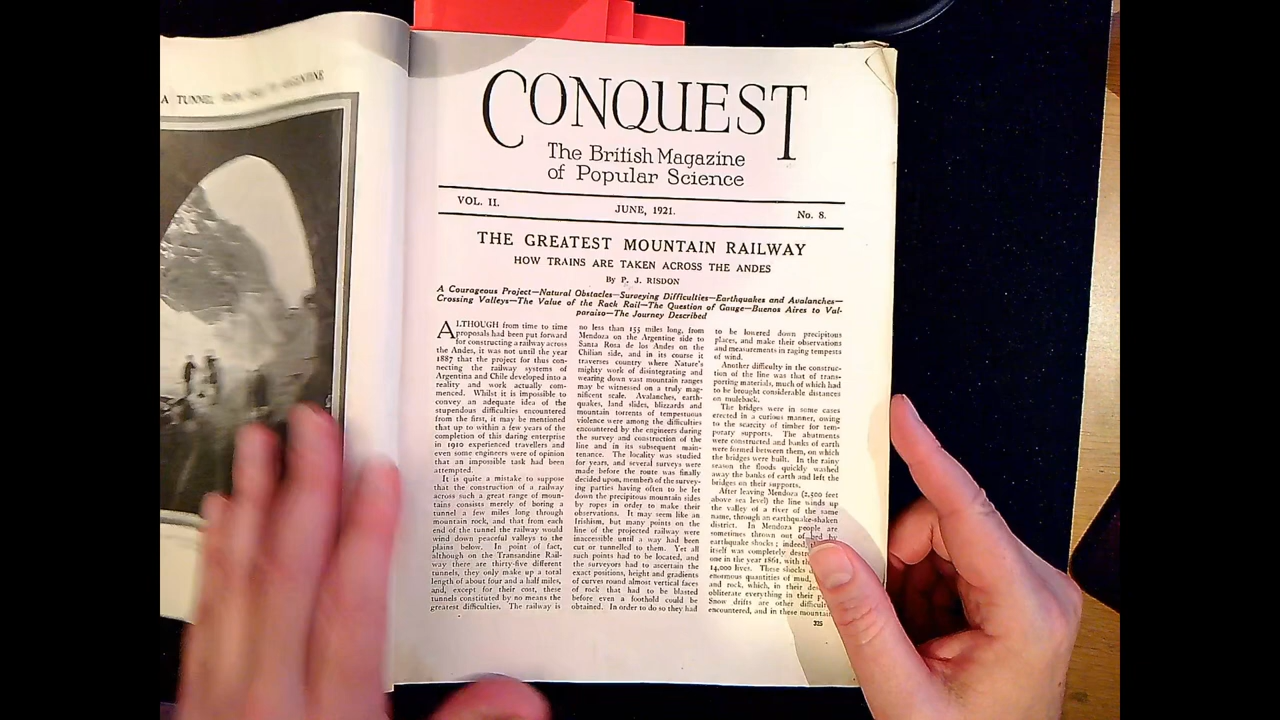 A TUNNEL
CONQUEST
The British Magazine
of Popular Science
VOL. II.
JUNE, 1921.
No. 8.
THE GREATEST MOUNTAIN RAILWAY
HOW TRAINS ARE TAKEN ACROSS THE ANDES
By P. J. RISDON
A Courageous Project—Natural Obstacles—Surveying Difficulties—Earthquakes and Avalanches—
Crossing Valleys—The Value of the Rack Rail—The Question of Gauge—Buenos Aires to Val-
paraiso—The Journey Described
ALTHOUGH from time to time
proposals had been put forward
for constructing a railway across
the Andes, it was not until the year
1887 that the project for thus con-
necting the railway systems of
Argentina and Chile developed into a
reality and work actually com-
menced. Whilst it is impossible to
convey an adequate idea of the
stupendous difficulties encountered
from the first, it may be mentioned
that up to within a few years of the
completion of this daring enterprise
in 1910 experienced travellers and
even some engineers were of opinion
that an impossible task had been
attempted.
It is quite a mistake to suppose
that the construction of a railway
across such a great range of moun-
tains consists merely of boring a
tunnel a few miles long through
mountain rock, and that from each
end of the tunnel the railway would
wind down peaceful valleys to the
plains below. In point of fact,
although on the Transandine Rail-
way there are thirty-five different
tunnels, they only make up a total
length of about four and a half miles,
and, except for their cost, these
tunnels constituted by no means the
greatest difficulties. The railway is
no less than 155 miles long, from
Mendoza on the Argentine side to
Santa Rosa de los Andes on the
Chilian side, and in its course it
traverses country where Nature's
mighty work of disintegrating and
wearing down vast mountain ranges
may be witnessed on a truly mag-
nificent scale. Avalanches, earth-
quakes, land slides, blizzards and
mountain torrents of tempestuous
violence were among the difficulties
encountered by the engineers during
the survey and construction of the
line and in its subsequent main-
tenance. The locality was studied
for years, and several surveys were
made before the route was finally
decided upon, members of the survey-
ing parties having often to be let
down the precipitous mountain sides
by ropes in order to make their
observations. It may seem like an
Irishism, but many points on the
line of the projected railway were
inaccessible until a way had been
cut or tunnelled to them. Yet all
such points had to be located, and
the surveyors had to ascertain the
exact positions, height and gradients
of curves round almost vertical faces
of rock that had to be blasted
before even a foothold could be
obtained. In order to do so they had
to be lowered down precipitous
places, and make their observations
and measurements in raging tempests
of wind.
Another difficulty in the construc-
tion of the line was that of trans-
porting materials, much of which had
to be brought considerable distances
on muleback.
The bridges were in some cases
erected in a curious manner, owing
to the scarcity of timber for tem-
porary supports. The abutments
were constructed and banks of earth
were formed between them, on which
the bridges were built. In the rainy
season the floods quickly washed
away the banks of earth and left the
bridges on their supports.
After leaving Mendoza (2,500 feet
above sea level) the line winds up
the valley of a river of the same
name, through an earthquake-shaken
district. In Mendoza people are
sometimes thrown out of bed by
earthquake shocks; indeed,
itself was completely
one in the year 1861, with
14,000 lives. These shocks
enormous quantities of mud,
and rock, which, in their
obliterate everything in their
Snow drifts are other
encountered, and in these mountain
325